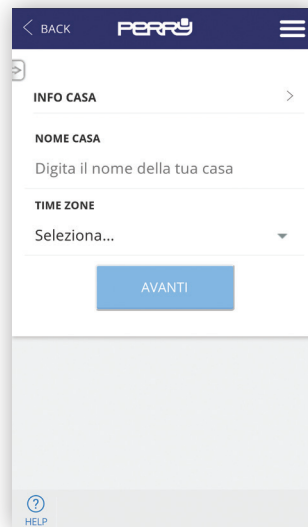 BACK PERRY
INFO CASA
NOME CASA
Digita il nome della tua casa
TIME ZONE
Seleziona...
AVANTI
?
HELP